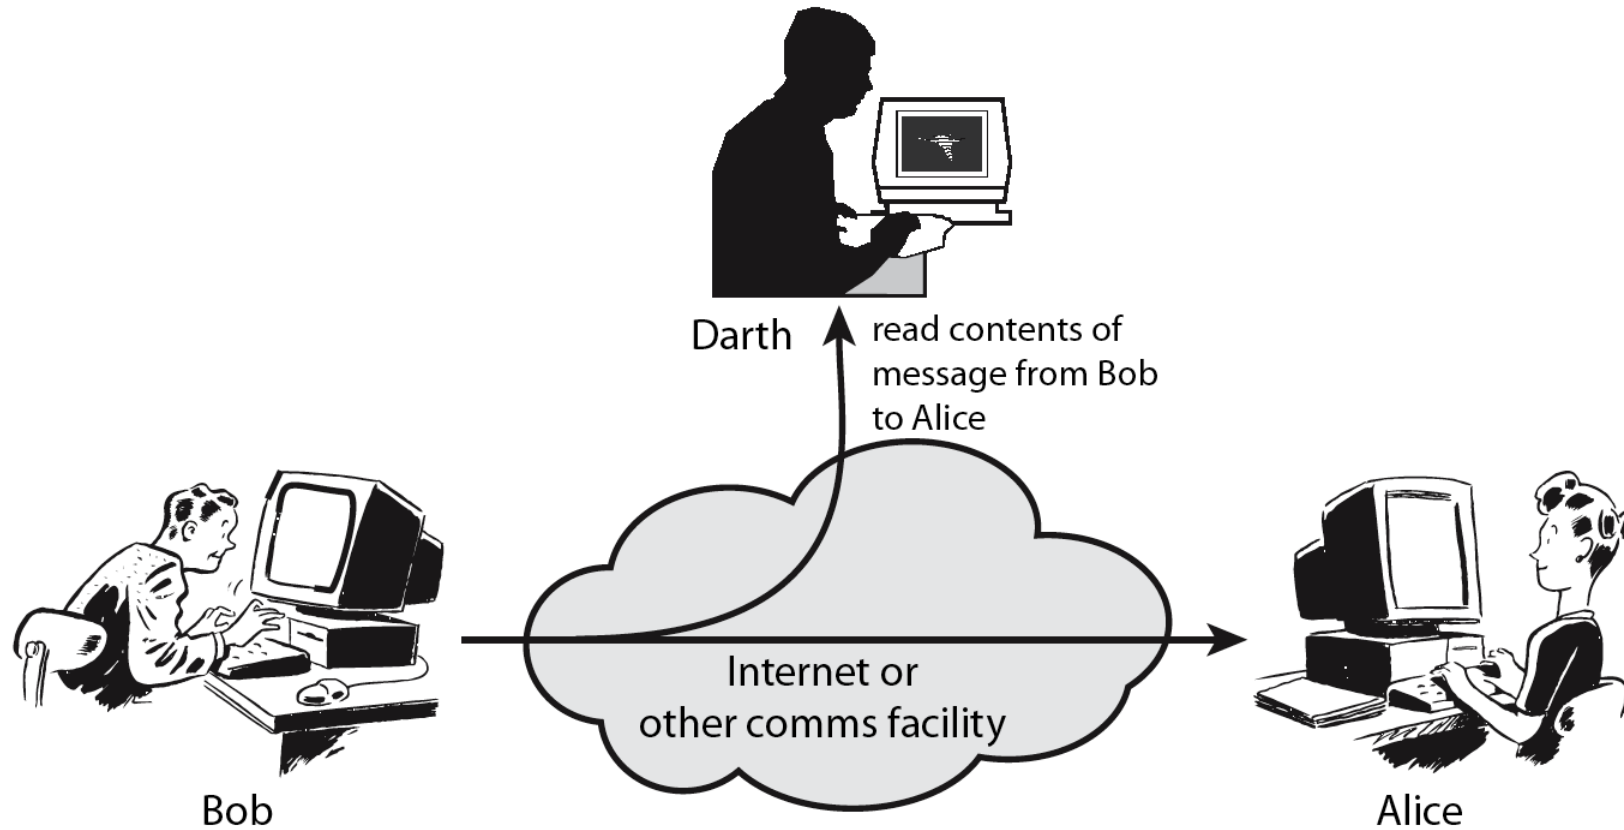 Darth
read contents of
message from Bob
to Alice
Internet or
other comms facility
Bob
Alice